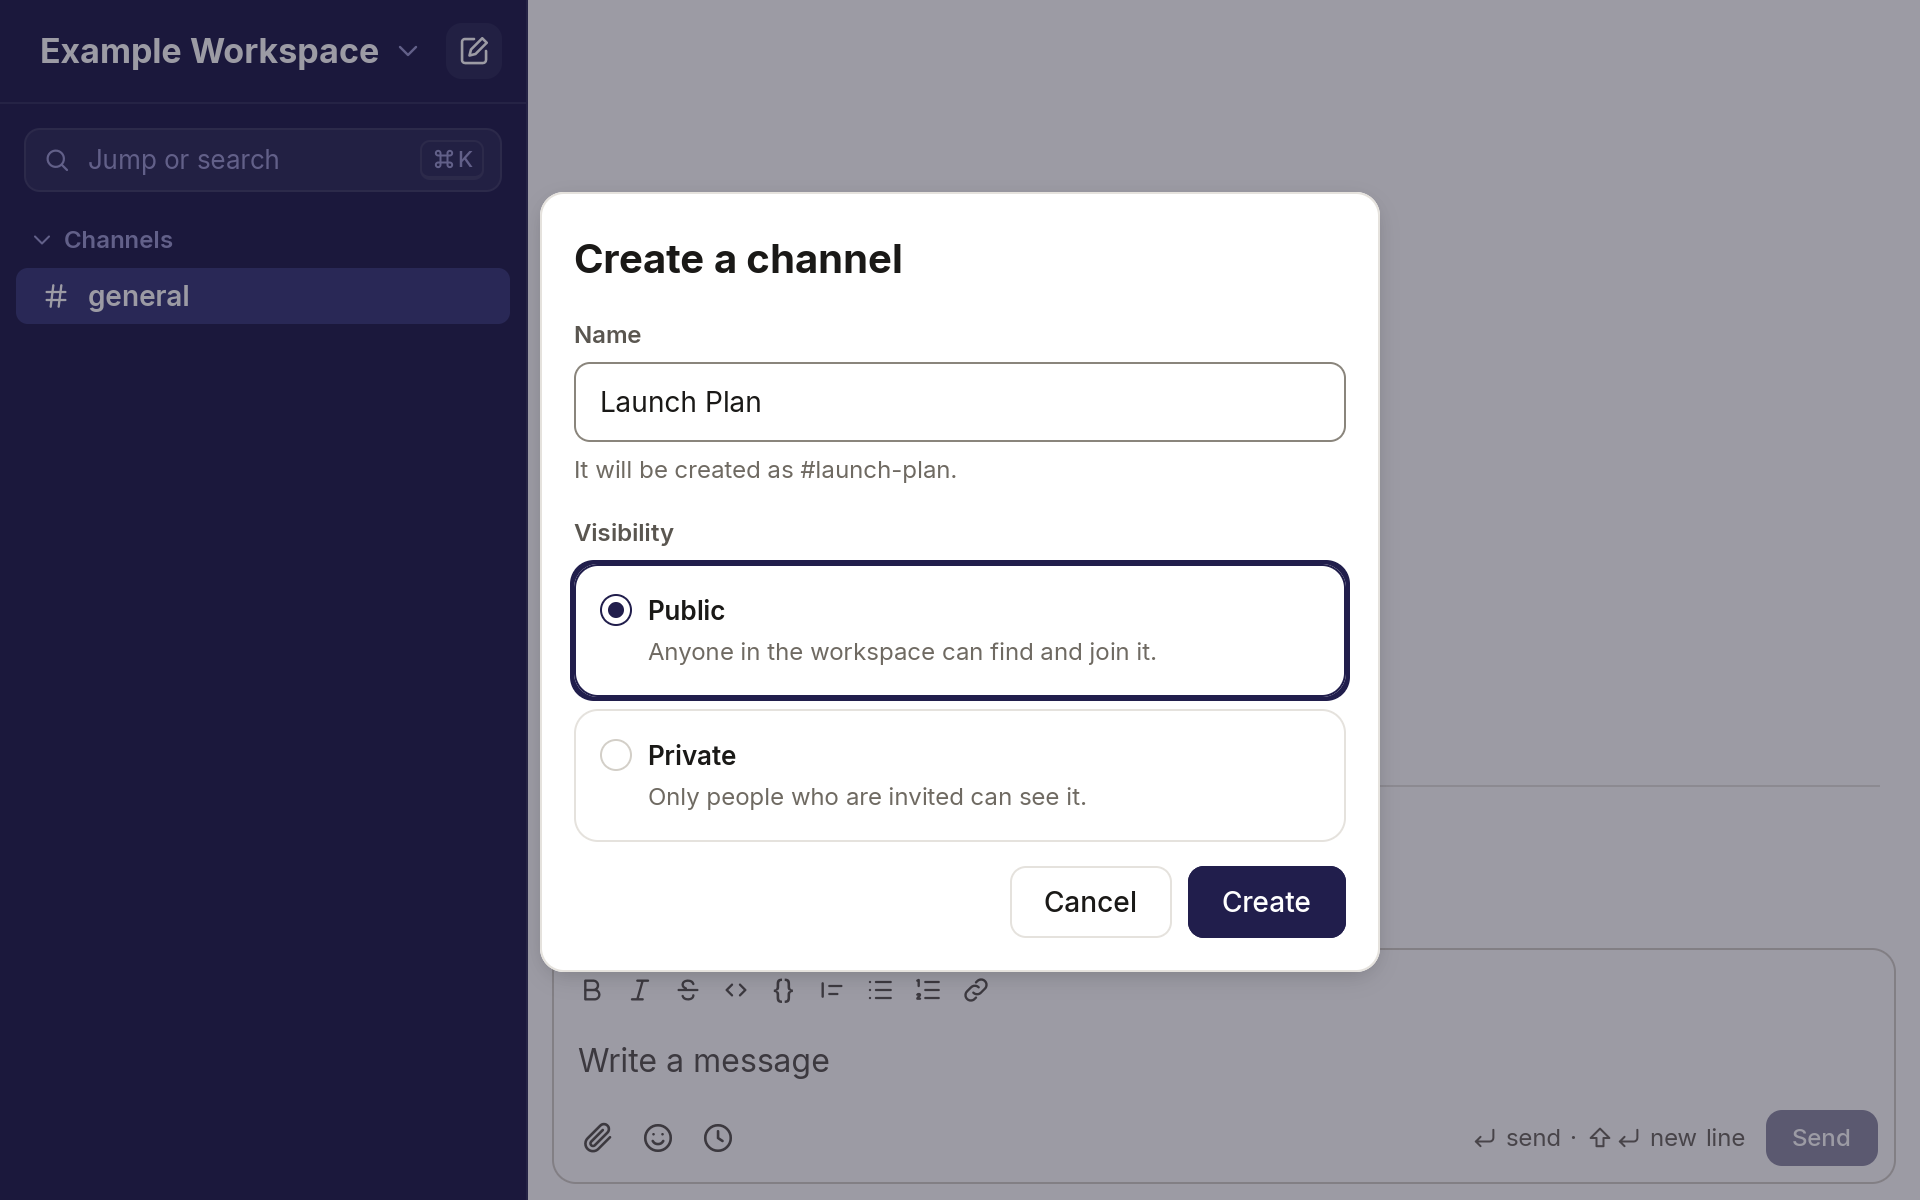 Example Workspace
Jump or search ⌘K
Channels
# general
Create a channel
Name
Launch Plan
It will be created as #launch-plan.
Visibility
Public
Anyone in the workspace can find and join it.
Private
Only people who are invited can see it.
Cancel Create
Write a message
send · new line Send